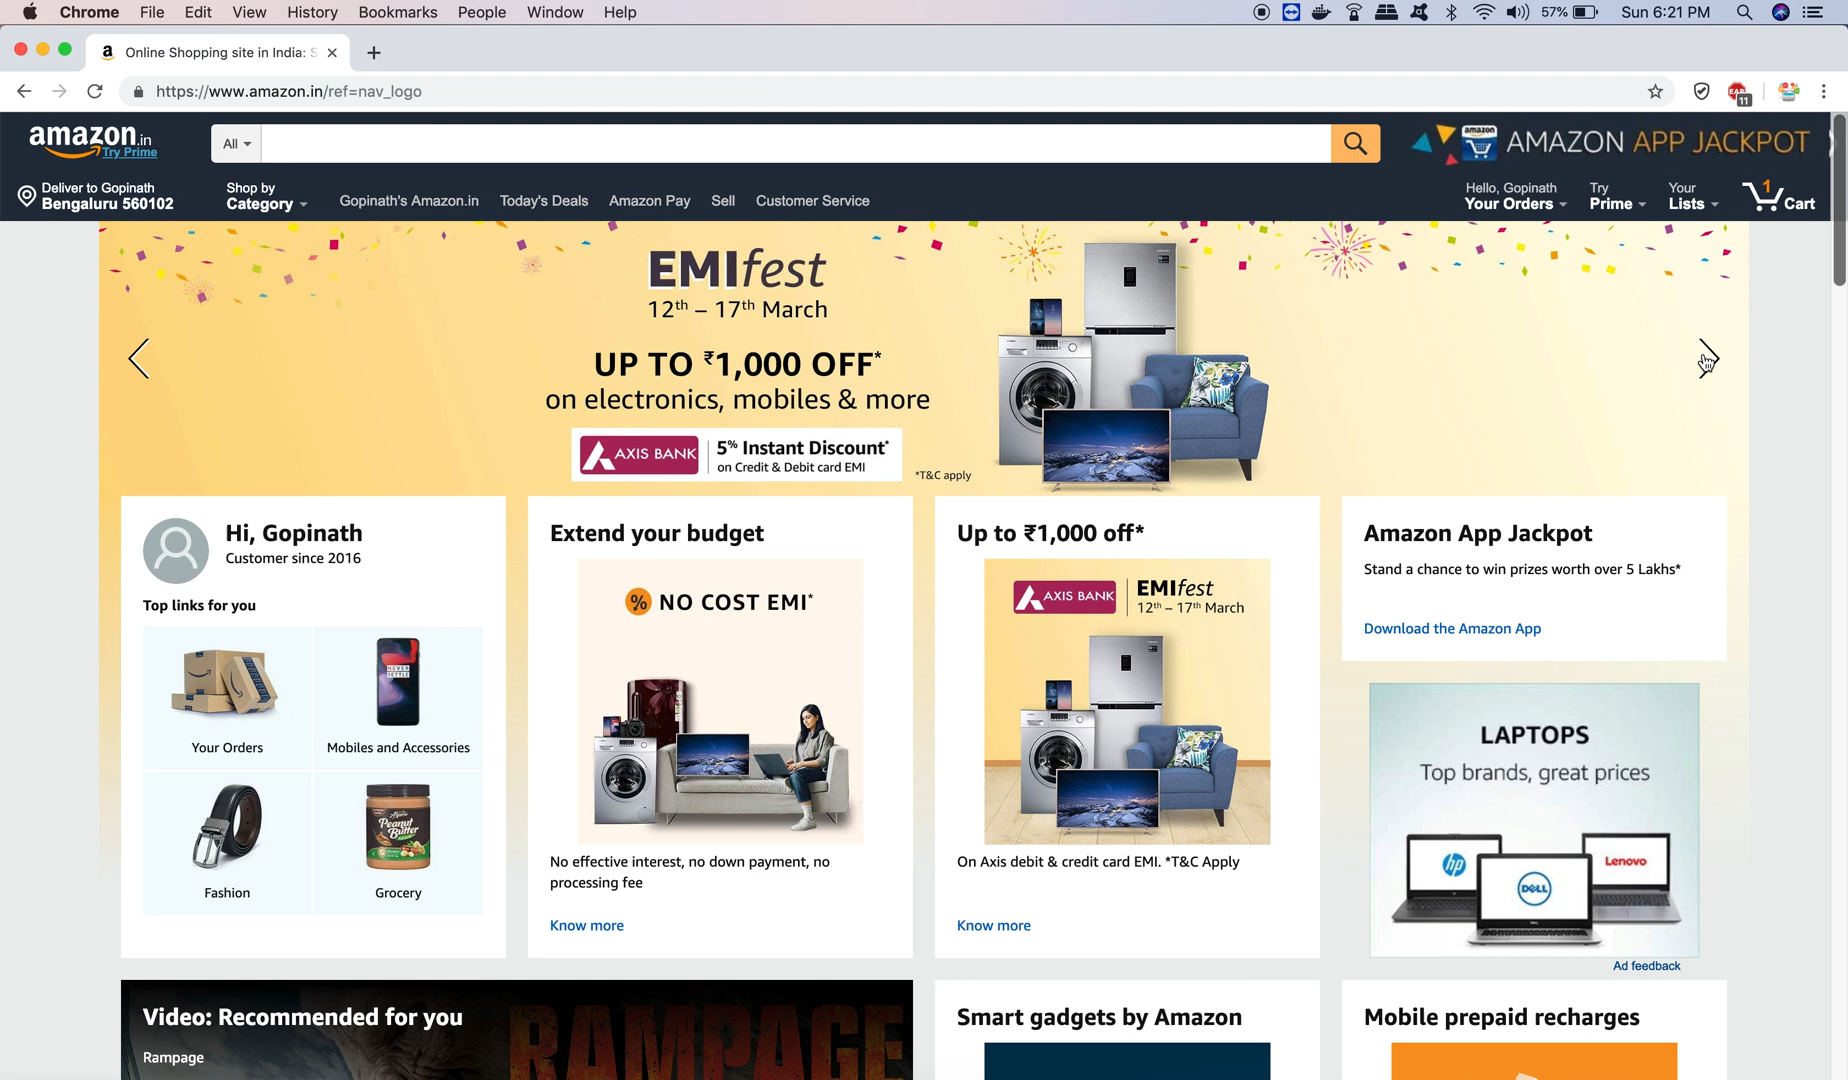 Chrome File Edit View History Bookmarks People Window Help 57% Sun 6:21 PM
Online Shopping site in India: S
https://www.amazon.in/ref=nav_logo
11
amazon.in
Try Prime
All
amazon
AMAZON APP JACKPOT
Deliver to Gopinath
Bengaluru 560102
Shop by
Category
Gopinath's Amazon.in Today's Deals Amazon Pay Sell Customer Service
Hello, Gopinath
Your Orders
Try
Prime
Your
Lists
1
Cart
EMIfest
12th – 17th March
UP TO ₹1,000 OFF*
on electronics, mobiles & more
AXIS BANK
5% Instant Discount*
on Credit & Debit card EMI
*T&C apply
Hi, Gopinath
Customer since 2016
Top links for you
NEVER
SETTLE
Your Orders
Mobiles and Accessories
Peanut
Butter
Fashion
Grocery
Extend your budget
% NO COST EMI*
No effective interest, no down payment, no
processing fee
Know more
Up to ₹1,000 off*
AXIS BANK
EMIfest
12th – 17th March
On Axis debit & credit card EMI. *T&C Apply
Know more
Amazon App Jackpot
Stand a chance to win prizes worth over 5 Lakhs*
Download the Amazon App
LAPTOPS
Top brands, great prices
hp
DELL
Lenovo
Ad feedback
Video: Recommended for you
Rampage
RAMPAGE
Smart gadgets by Amazon
Mobile prepaid recharges